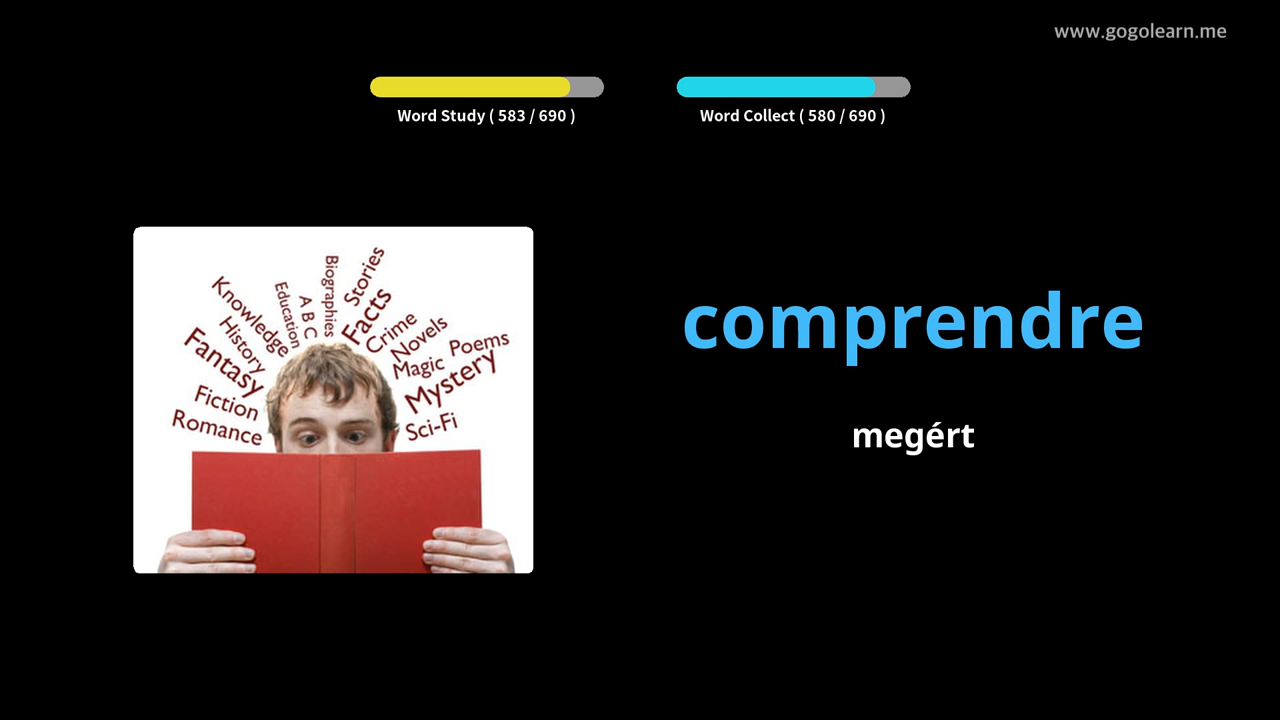 www.gogolearn.me
Word Study ( 583 / 690 )
Word Collect ( 580 / 690 )
Knowledge
Education
A B C
Biographies
Stories
Facts
History
Crime
Novels
Fantasy
Magic
Poems
Fiction
Mystery
Romance
Sci-Fi
comprendre
megért